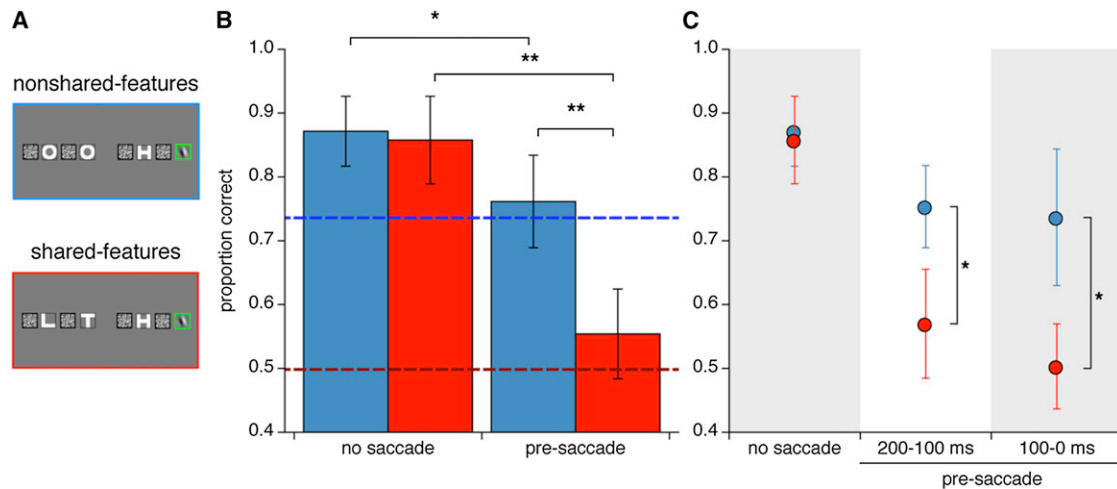 A
nonshared-features
O O H
shared-features
L T H
B
* ** **
proportion correct
1.0
0.9
0.8
0.7
0.6
0.5
0.4
no saccade pre-saccade
C
1.0
0.9
0.8
0.7
0.6
0.5
0.4
* *
no saccade 200-100 ms 100-0 ms
pre-saccade